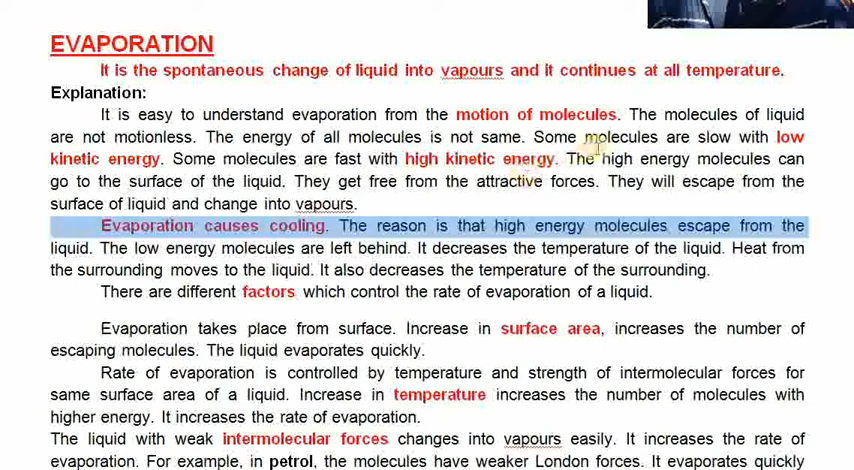 EVAPORATION
It is the spontaneous change of liquid into vapours and it continues at all temperature.
Explanation:
It is easy to understand evaporation from the motion of molecules. The molecules of liquid
are not motionless. The energy of all molecules is not same. Some molecules are slow with low
kinetic energy. Some molecules are fast with high kinetic energy. The high energy molecules can
go to the surface of the liquid. They get free from the attractive forces. They will escape from the
surface of liquid and change into vapours.
Evaporation causes cooling. The reason is that high energy molecules escape from the
liquid. The low energy molecules are left behind. It decreases the temperature of the liquid. Heat from
the surrounding moves to the liquid. It also decreases the temperature of the surrounding.
There are different factors which control the rate of evaporation of a liquid.
Evaporation takes place from surface. Increase in surface area, increases the number of
escaping molecules. The liquid evaporates quickly.
Rate of evaporation is controlled by temperature and strength of intermolecular forces for
same surface area of a liquid. Increase in temperature increases the number of molecules with
higher energy. It increases the rate of evaporation.
The liquid with weak intermolecular forces changes into vapours easily. It increases the rate of
evaporation. For example, in petrol, the molecules have weaker London forces. It evaporates quickly